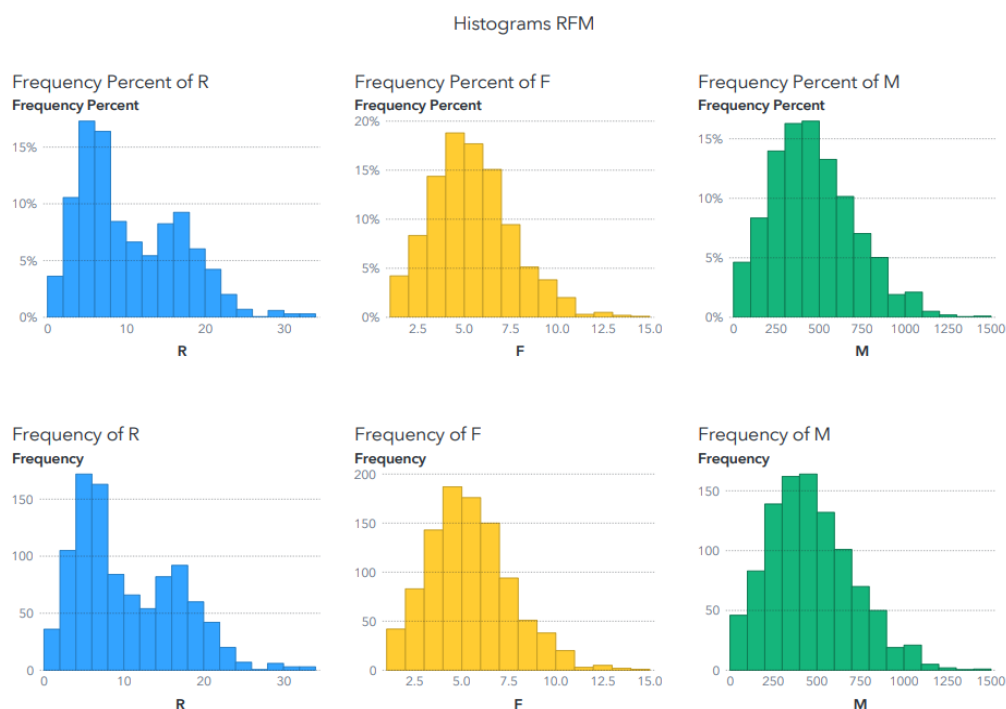 Histograms RFM
Frequency Percent of R
Frequency Percent
15%
10%
5%
0%
0 10 20 30
R
Frequency Percent of F
Frequency Percent
20%
15%
10%
5%
0%
2.5 5.0 7.5 10.0 12.5 15.0
F
Frequency Percent of M
Frequency Percent
15%
10%
5%
0%
0 250 500 750 1000 1250 1500
M
Frequency of R
Frequency
150
100
50
0
0 10 20 30
R
Frequency of F
Frequency
200
150
100
50
0
2.5 5.0 7.5 10.0 12.5 15.0
F
Frequency of M
Frequency
150
100
50
0
0 250 500 750 1000 1250 1500
M